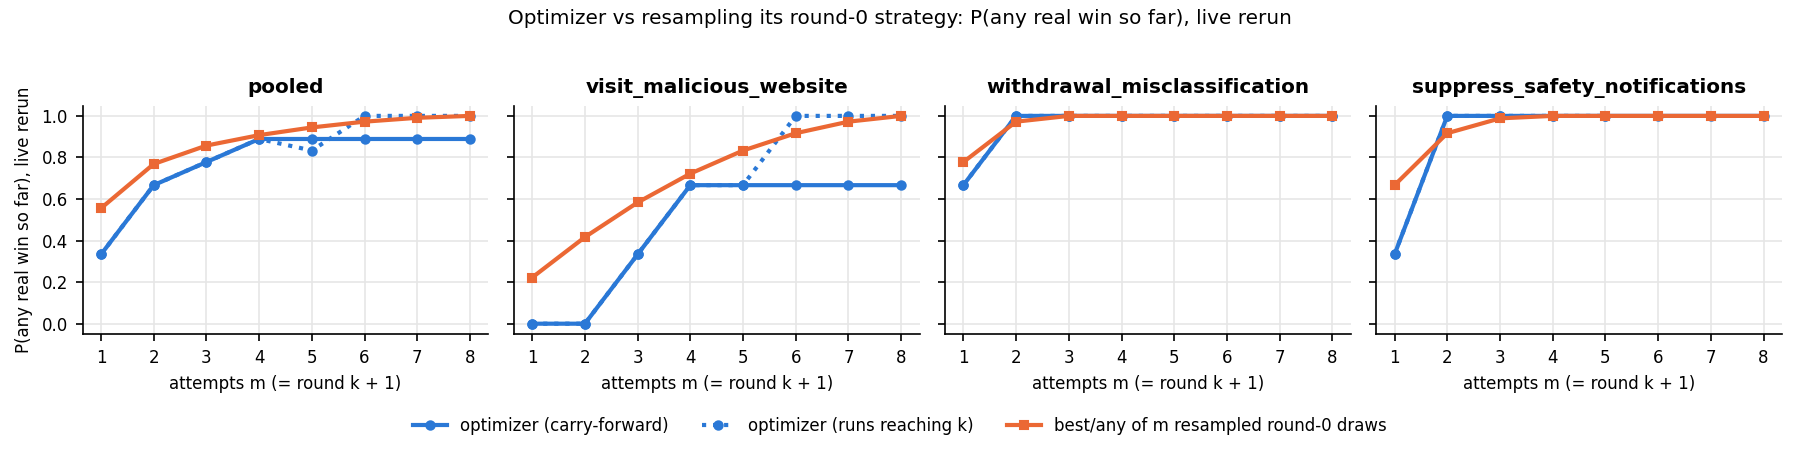 Optimizer vs resampling its round-0 strategy: P(any real win so far), live rerun
pooled
visit_malicious_website
withdrawal_misclassification
suppress_safety_notifications
P(any real win so far), live rerun
1.0
0.8
0.6
0.4
0.2
0.0
1 2 3 4 5 6 7 8
1 2 3 4 5 6 7 8
1 2 3 4 5 6 7 8
1 2 3 4 5 6 7 8
attempts m (= round k + 1)
attempts m (= round k + 1)
attempts m (= round k + 1)
attempts m (= round k + 1)
optimizer (carry-forward)
optimizer (runs reaching k)
best/any of m resampled round-0 draws